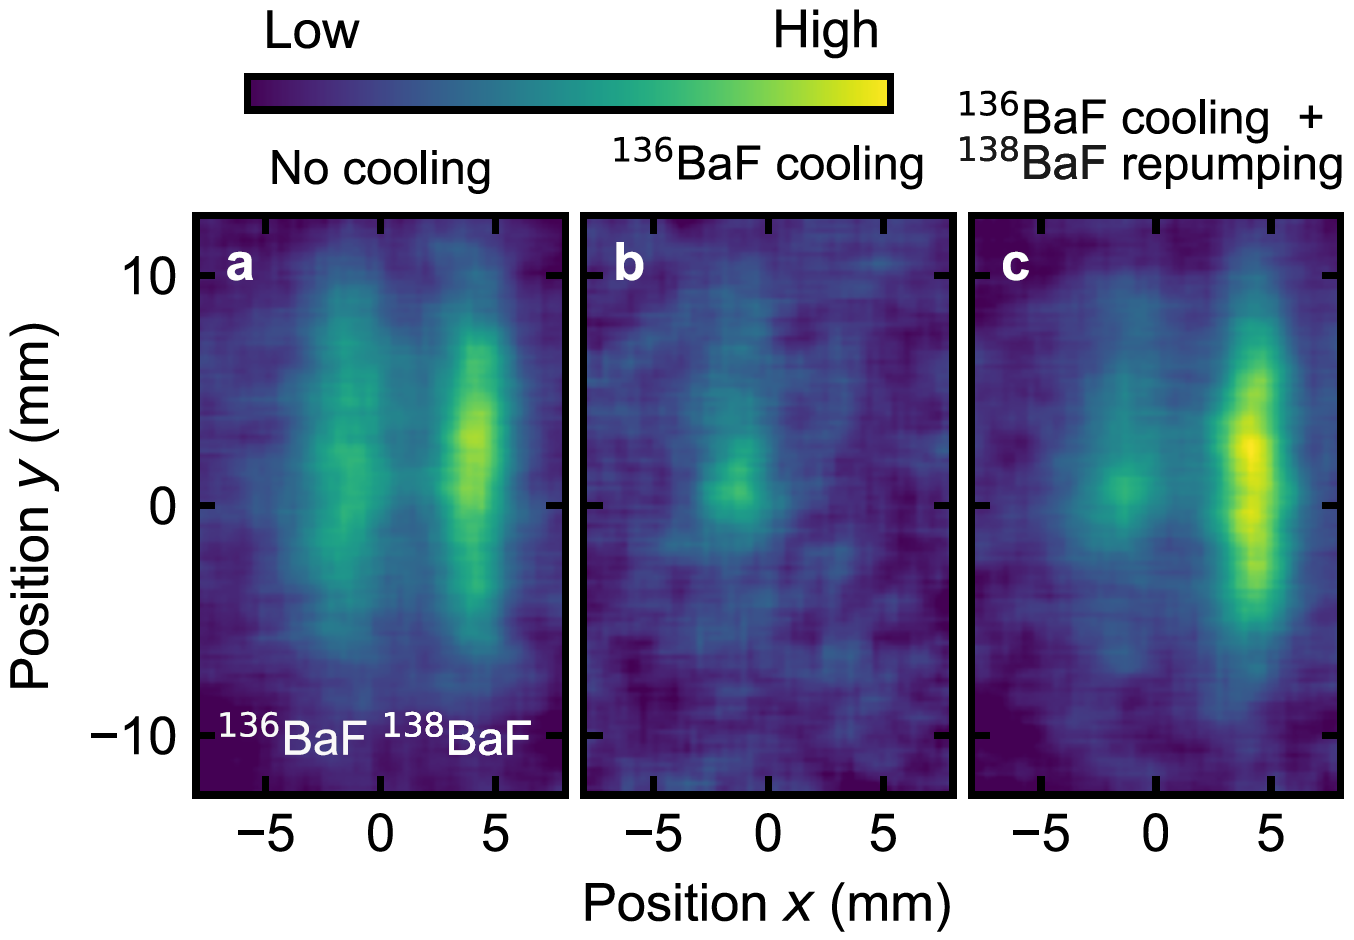 Low High
No cooling
¹³⁶BaF cooling
¹³⁶BaF cooling +
¹³⁸BaF repumping
a b c
10
0
−10
Position y (mm)
¹³⁶BaF ¹³⁸BaF
−5 0 5 −5 0 5 −5 0 5
Position x (mm)